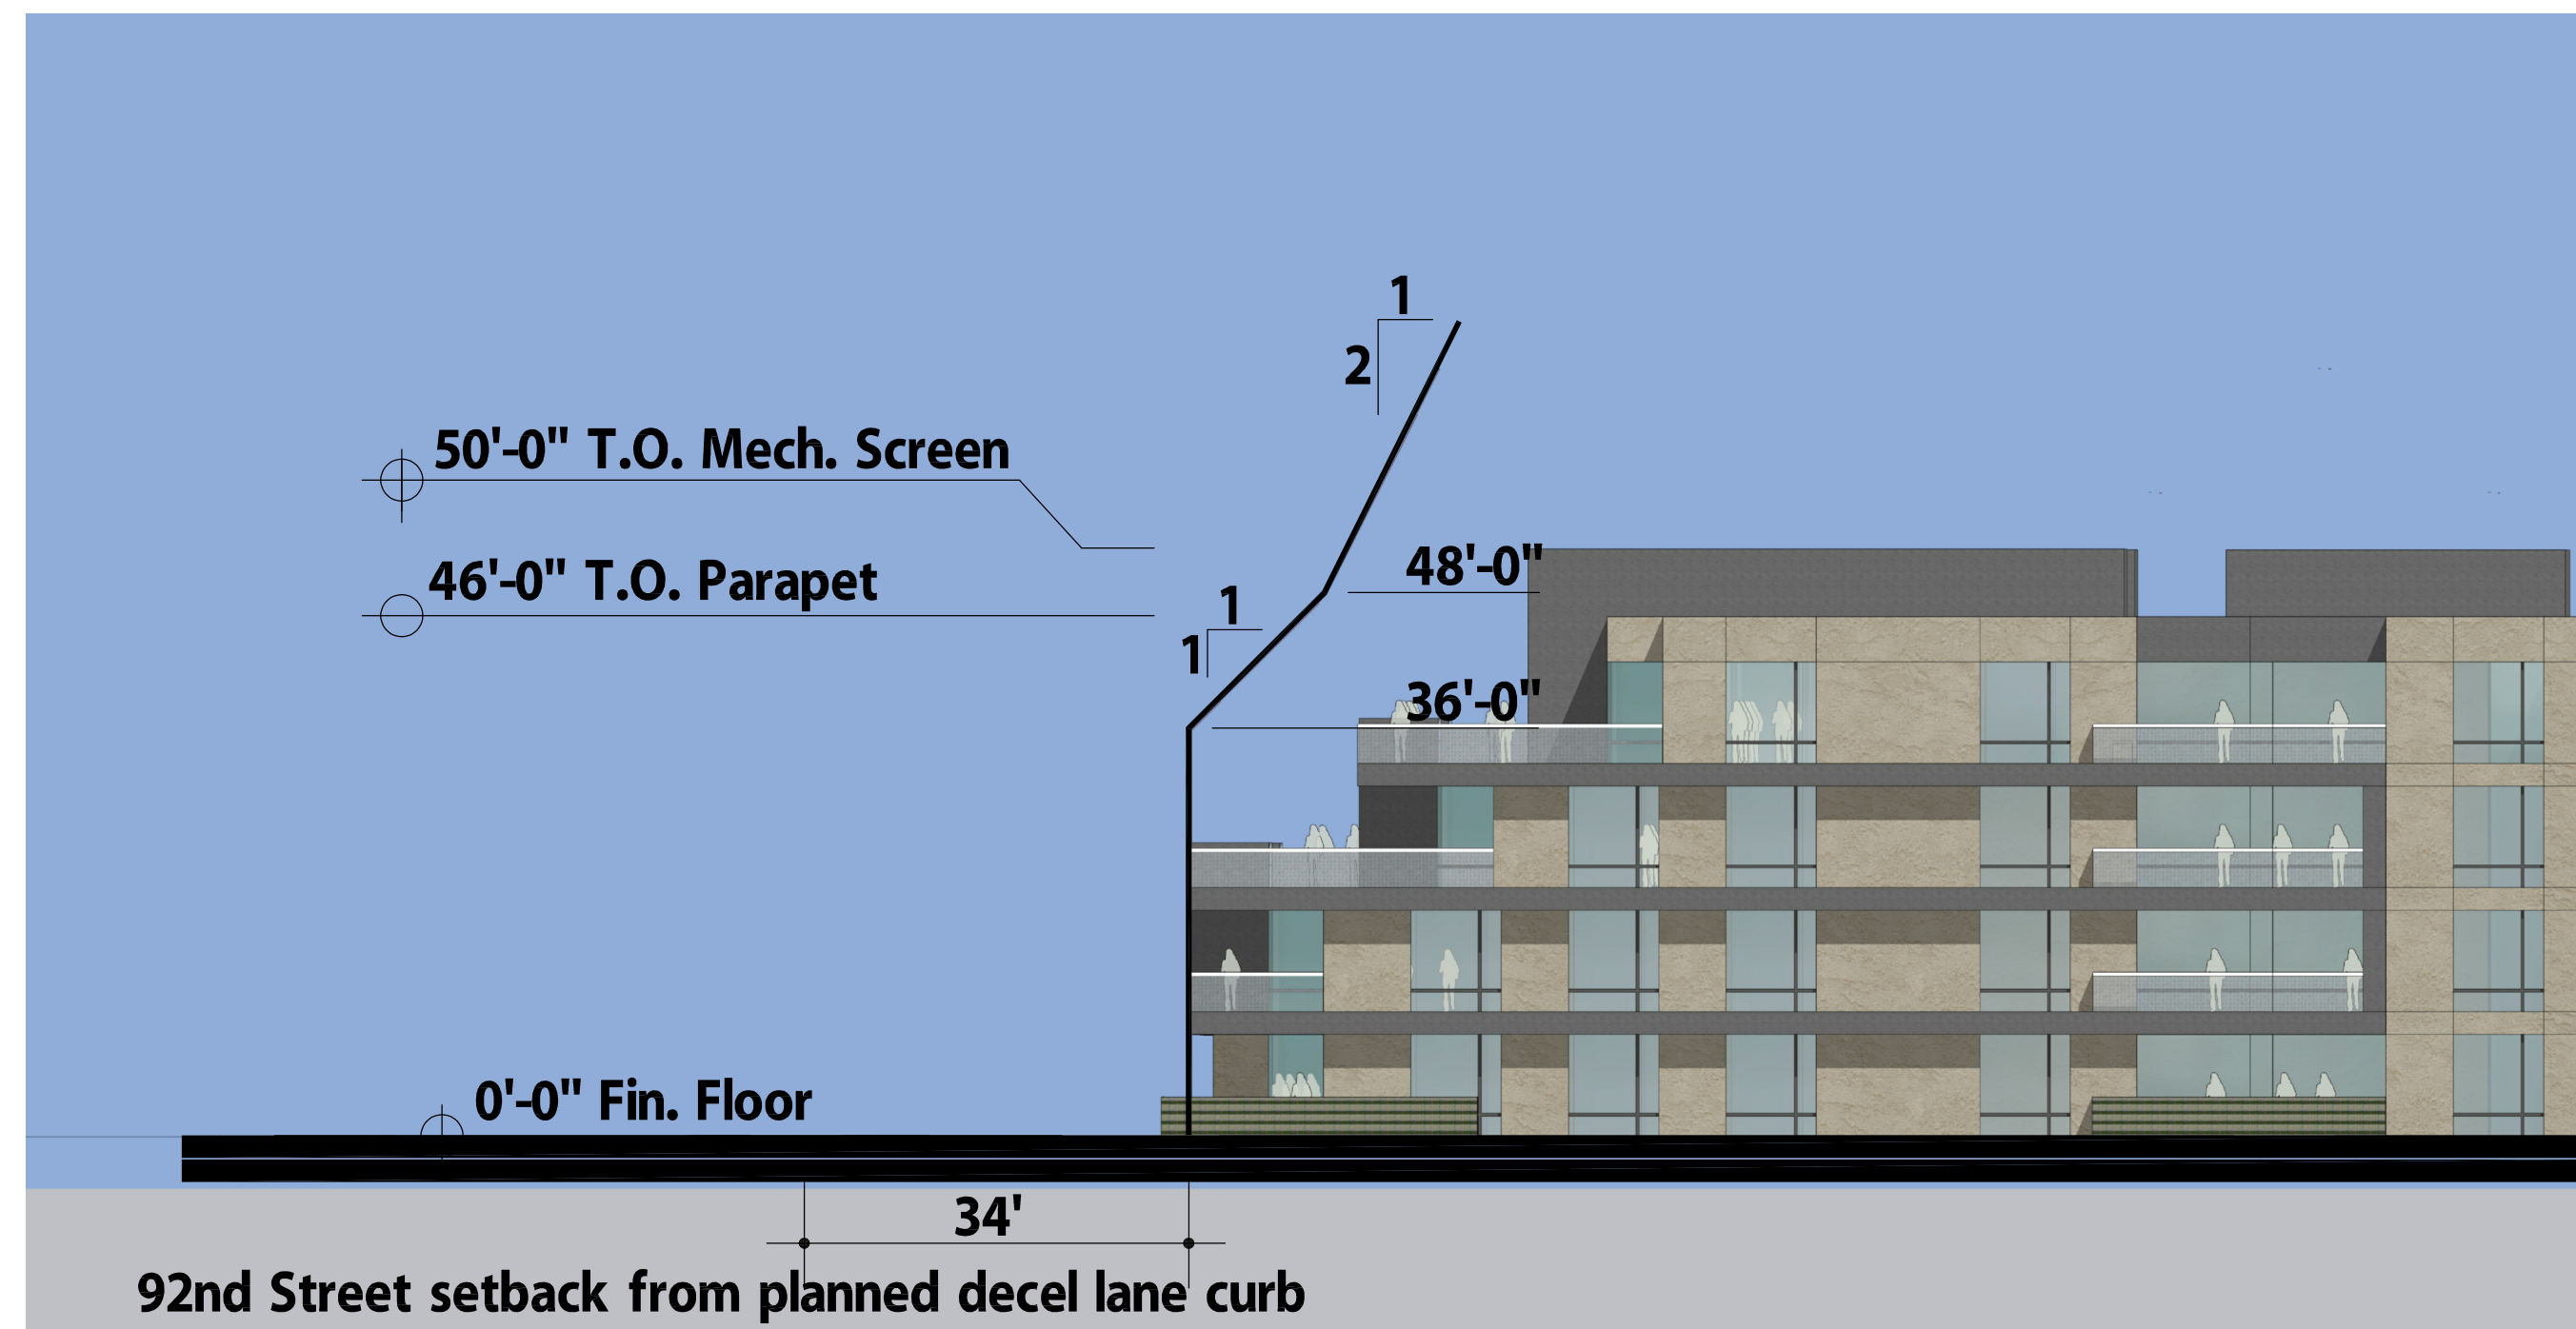 1
2
50'-0" T.O. Mech. Screen
48'-0"
46'-0" T.O. Parapet
1
1
36'-0"
0'-0" Fin. Floor
34'
92nd Street setback from planned decel lane curb